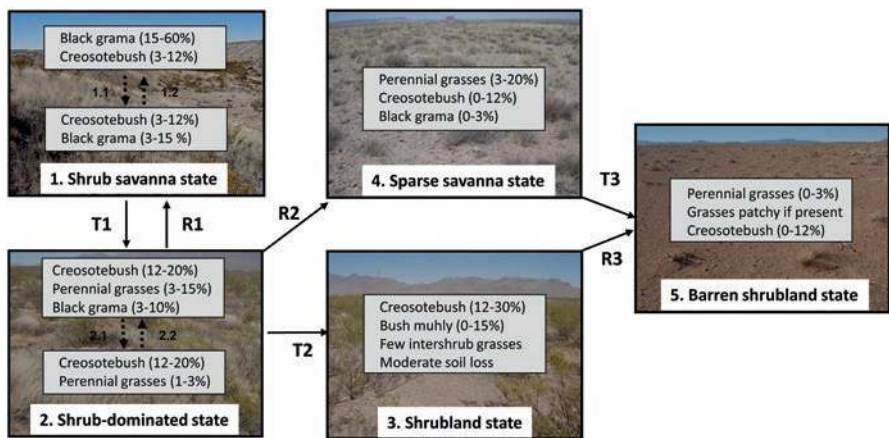 Black grama (15-60%)
Creosotebush (3-12%)
1.1
1.2
Creosotebush (3-12%)
Black grama (3-15 %)
1. Shrub savanna state
T1
R1
R2
Creosotebush (12-20%)
Perennial grasses (3-15%)
Black grama (3-10%)
2.1
2.2
Creosotebush (12-20%)
Perennial grasses (1-3%)
2. Shrub-dominated state
T2
Perennial grasses (3-20%)
Creosotebush (0-12%)
Black grama (0-3%)
4. Sparse savanna state
Creosotebush (12-30%)
Bush muhly (0-15%)
Few intershrub grasses
Moderate soil loss
3. Shrubland state
T3
R3
Perennial grasses (0-3%)
Grasses patchy if present
Creosotebush (0-12%)
5. Barren shrubland state